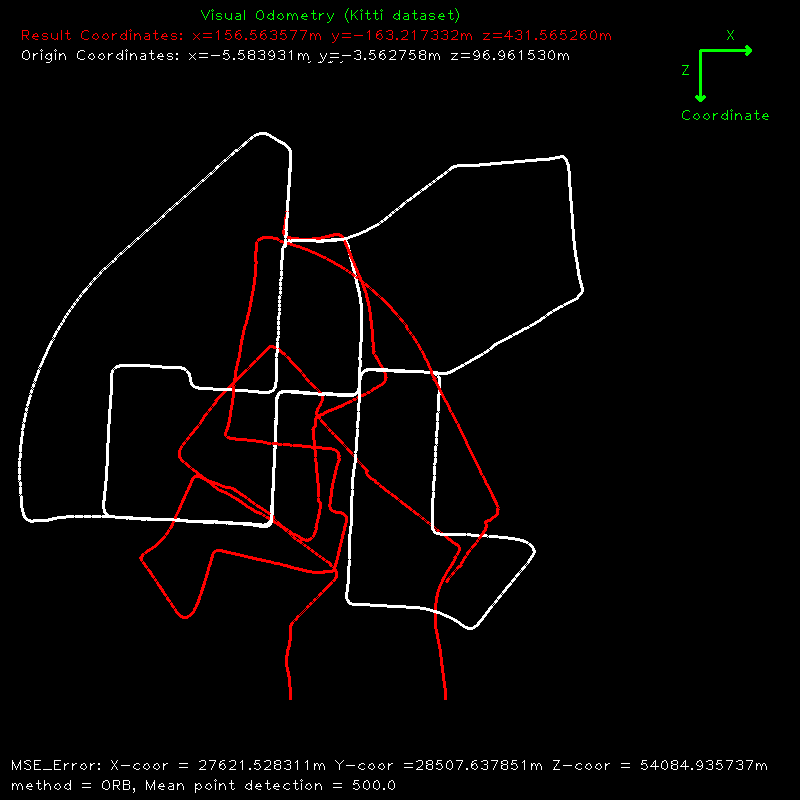 Visual Odometry (Kitti dataset)
Result Coordinates: x=156.563577m y=-163.217332m z=431.565260m
Origin Coordinates: x=-5.583931m y=-3.562758m z=96.961530m
X
Z
Coordinate
MSE_Error: X-coor = 27621.528311m Y-coor =28507.637851m Z-coor = 54084.935737m
method = ORB, Mean point detection = 500.0